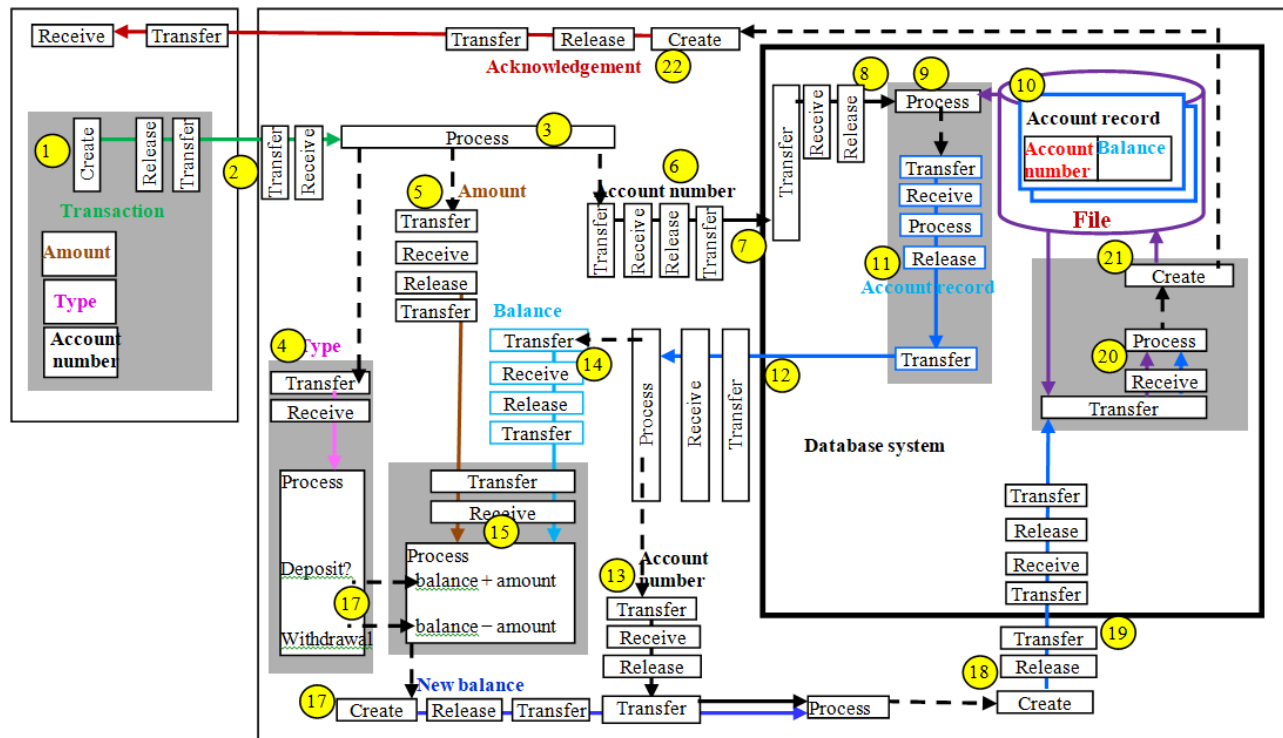 Receive
Transfer
Transfer
Release
Create
Acknowledgement
22
1
Create
Release
Transfer
2
Transaction
Amount
Type
Account
number
Transfer
Receive
Process
3
4
Type
Transfer
Receive
Process
Deposit?
17
Withdrawal
5
Amount
Transfer
Receive
Release
Transfer
6
Account number
Transfer
Receive
Release
Transfer
7
Transfer
Receive
Release
8
9
Process
Transfer
Receive
Process
Release
11
Account record
Transfer
10
Account record
Account
number
Balance
File
21
Create
20
Process
Receive
Transfer
Database system
12
Transfer
Receive
Process
Balance
Transfer
14
Receive
Release
Transfer
Transfer
Receive
15
Process
balance + amount
balance − amount
13
Account
number
Transfer
Receive
Release
Transfer
17
New balance
Create
Release
Transfer
Process
18
Create
Release
Transfer
19
Transfer
Receive
Release
Transfer